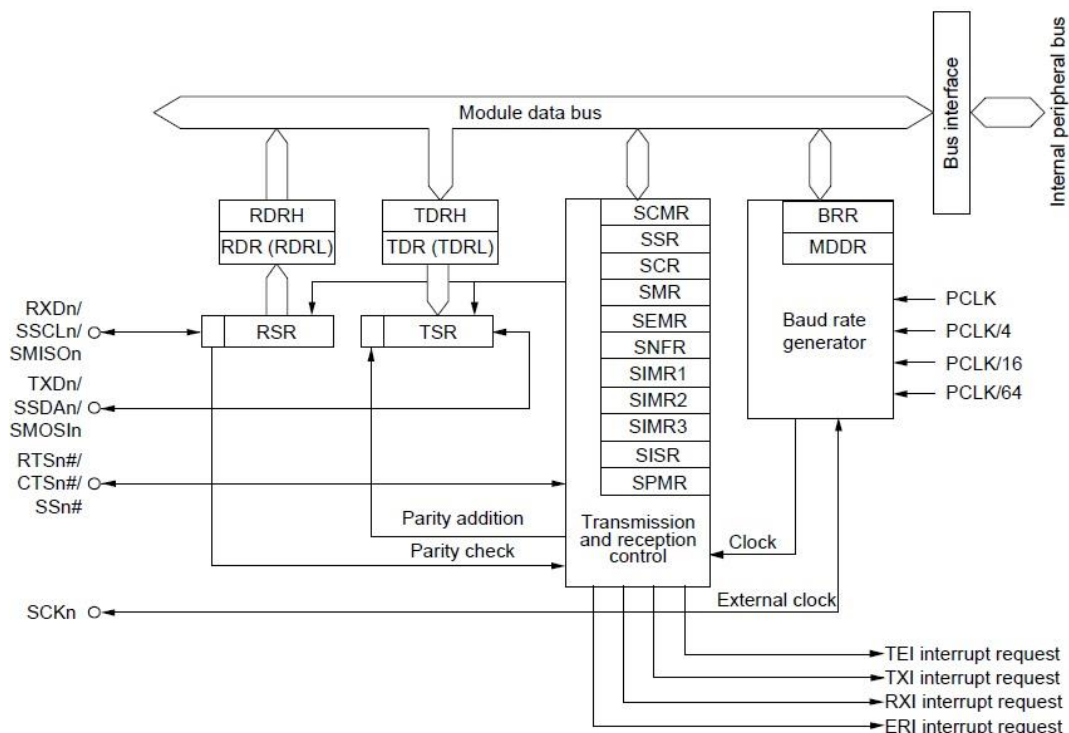 Module data bus
Bus interface
Internal peripheral bus
RDRH
RDR (RDRL)
TDRH
TDR (TDRL)
SCMR
SSR
SCR
SMR
SEMR
SNFR
SIMR1
SIMR2
SIMR3
SISR
SPMR
Transmission
and reception
control
BRR
MDDR
Baud rate
generator
PCLK
PCLK/4
PCLK/16
PCLK/64
RXDn/
SSCLn/
SMISOn
RSR
TSR
TXDn/
SSDAn/
SMOSIn
RTSn#/
CTSn#/
SSn#
Parity addition
Parity check
Clock
SCKn
External clock
TEI interrupt request
TXI interrupt request
RXI interrupt request
ERI interrupt request